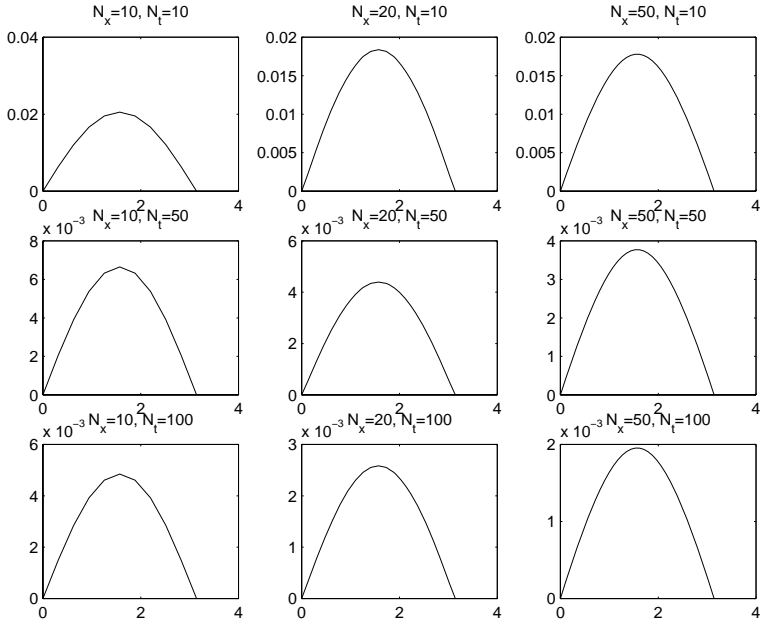 N_x=10, N_t=10
0.04
0.02
0
0 2 4
N_x=20, N_t=10
0.02
0.015
0.01
0.005
0
0 2 4
N_x=50, N_t=10
0.02
0.015
0.01
0.005
0
0 2 4
x 10^-3 N_x=10, N_t=50
8
6
4
2
0
0 2 4
x 10^-3 N_x=20, N_t=50
6
4
2
0
0 2 4
x 10^-3 N_x=50, N_t=50
4
3
2
1
0
0 2 4
x 10^-3 N_x=10, N_t=100
6
4
2
0
0 2 4
x 10^-3 N_x=20, N_t=100
3
2
1
0
0 2 4
x 10^-3 N_x=50, N_t=100
2
1
0
0 2 4